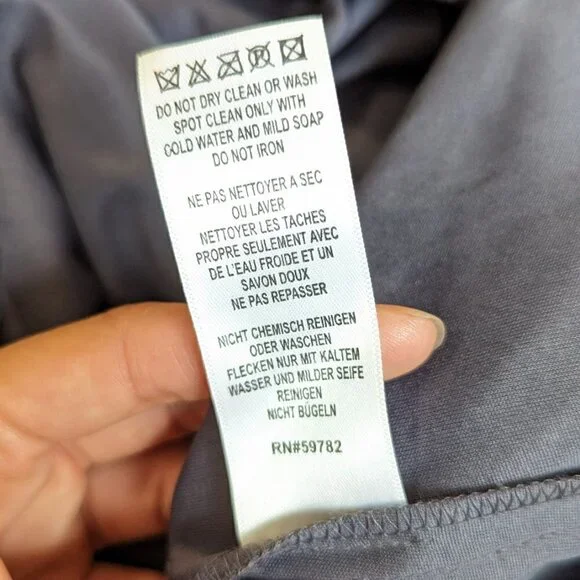 DO NOT DRY CLEAN OR WASH
SPOT CLEAN ONLY WITH
COLD WATER AND MILD SOAP
DO NOT IRON
NE PAS NETTOYER A SEC
OU LAVER
NETTOYER LES TACHES
PROPRE SEULEMENT AVEC
DE L'EAU FROIDE ET UN
SAVON DOUX
NE PAS REPASSER
NICHT CHEMISCH REINIGEN
ODER WASCHEN
FLECKEN NUR MIT KALTEM
WASSER UND MILDER SEIFE
REINIGEN
NICHT BÜGELN
RN#59782